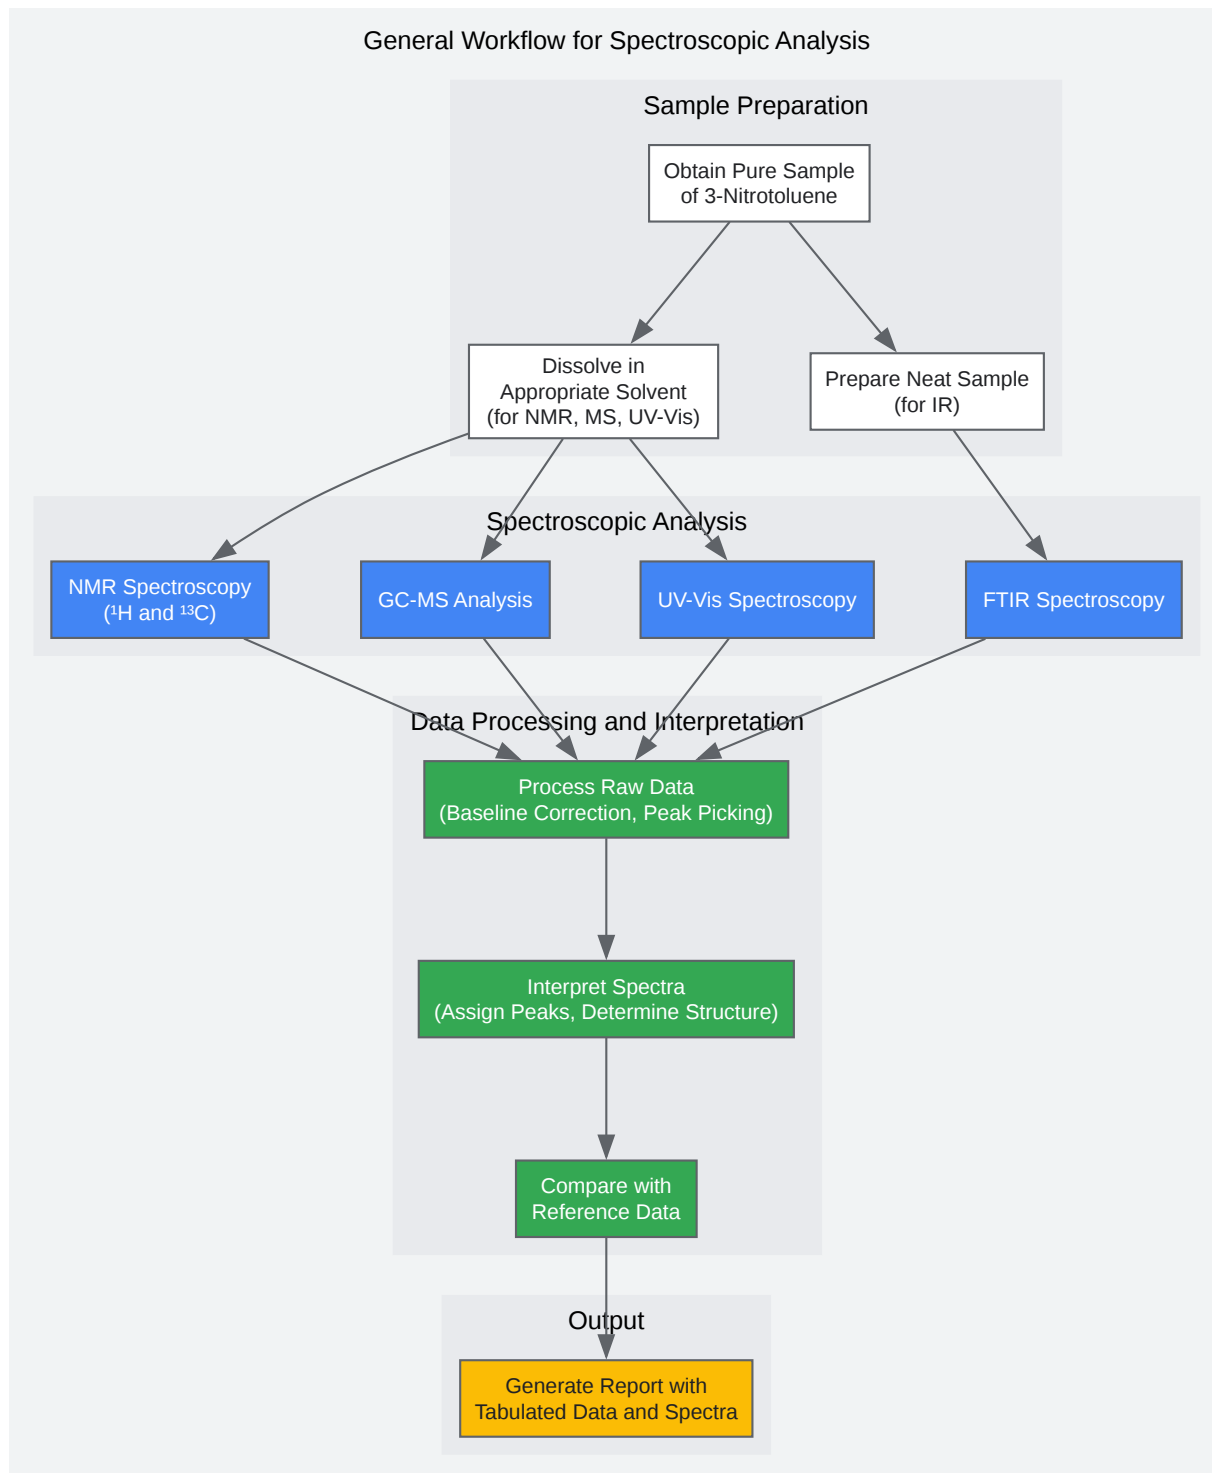 General Workflow for Spectroscopic Analysis
Sample Preparation
Obtain Pure Sample
of 3-Nitrotoluene
Dissolve in
Appropriate Solvent
(for NMR, MS, UV-Vis)
Prepare Neat Sample
(for IR)
Spectroscopic Analysis
NMR Spectroscopy
(¹H and ¹³C)
GC-MS Analysis
UV-Vis Spectroscopy
FTIR Spectroscopy
Data Processing and Interpretation
Process Raw Data
(Baseline Correction, Peak Picking)
Interpret Spectra
(Assign Peaks, Determine Structure)
Compare with
Reference Data
Output
Generate Report with
Tabulated Data and Spectra